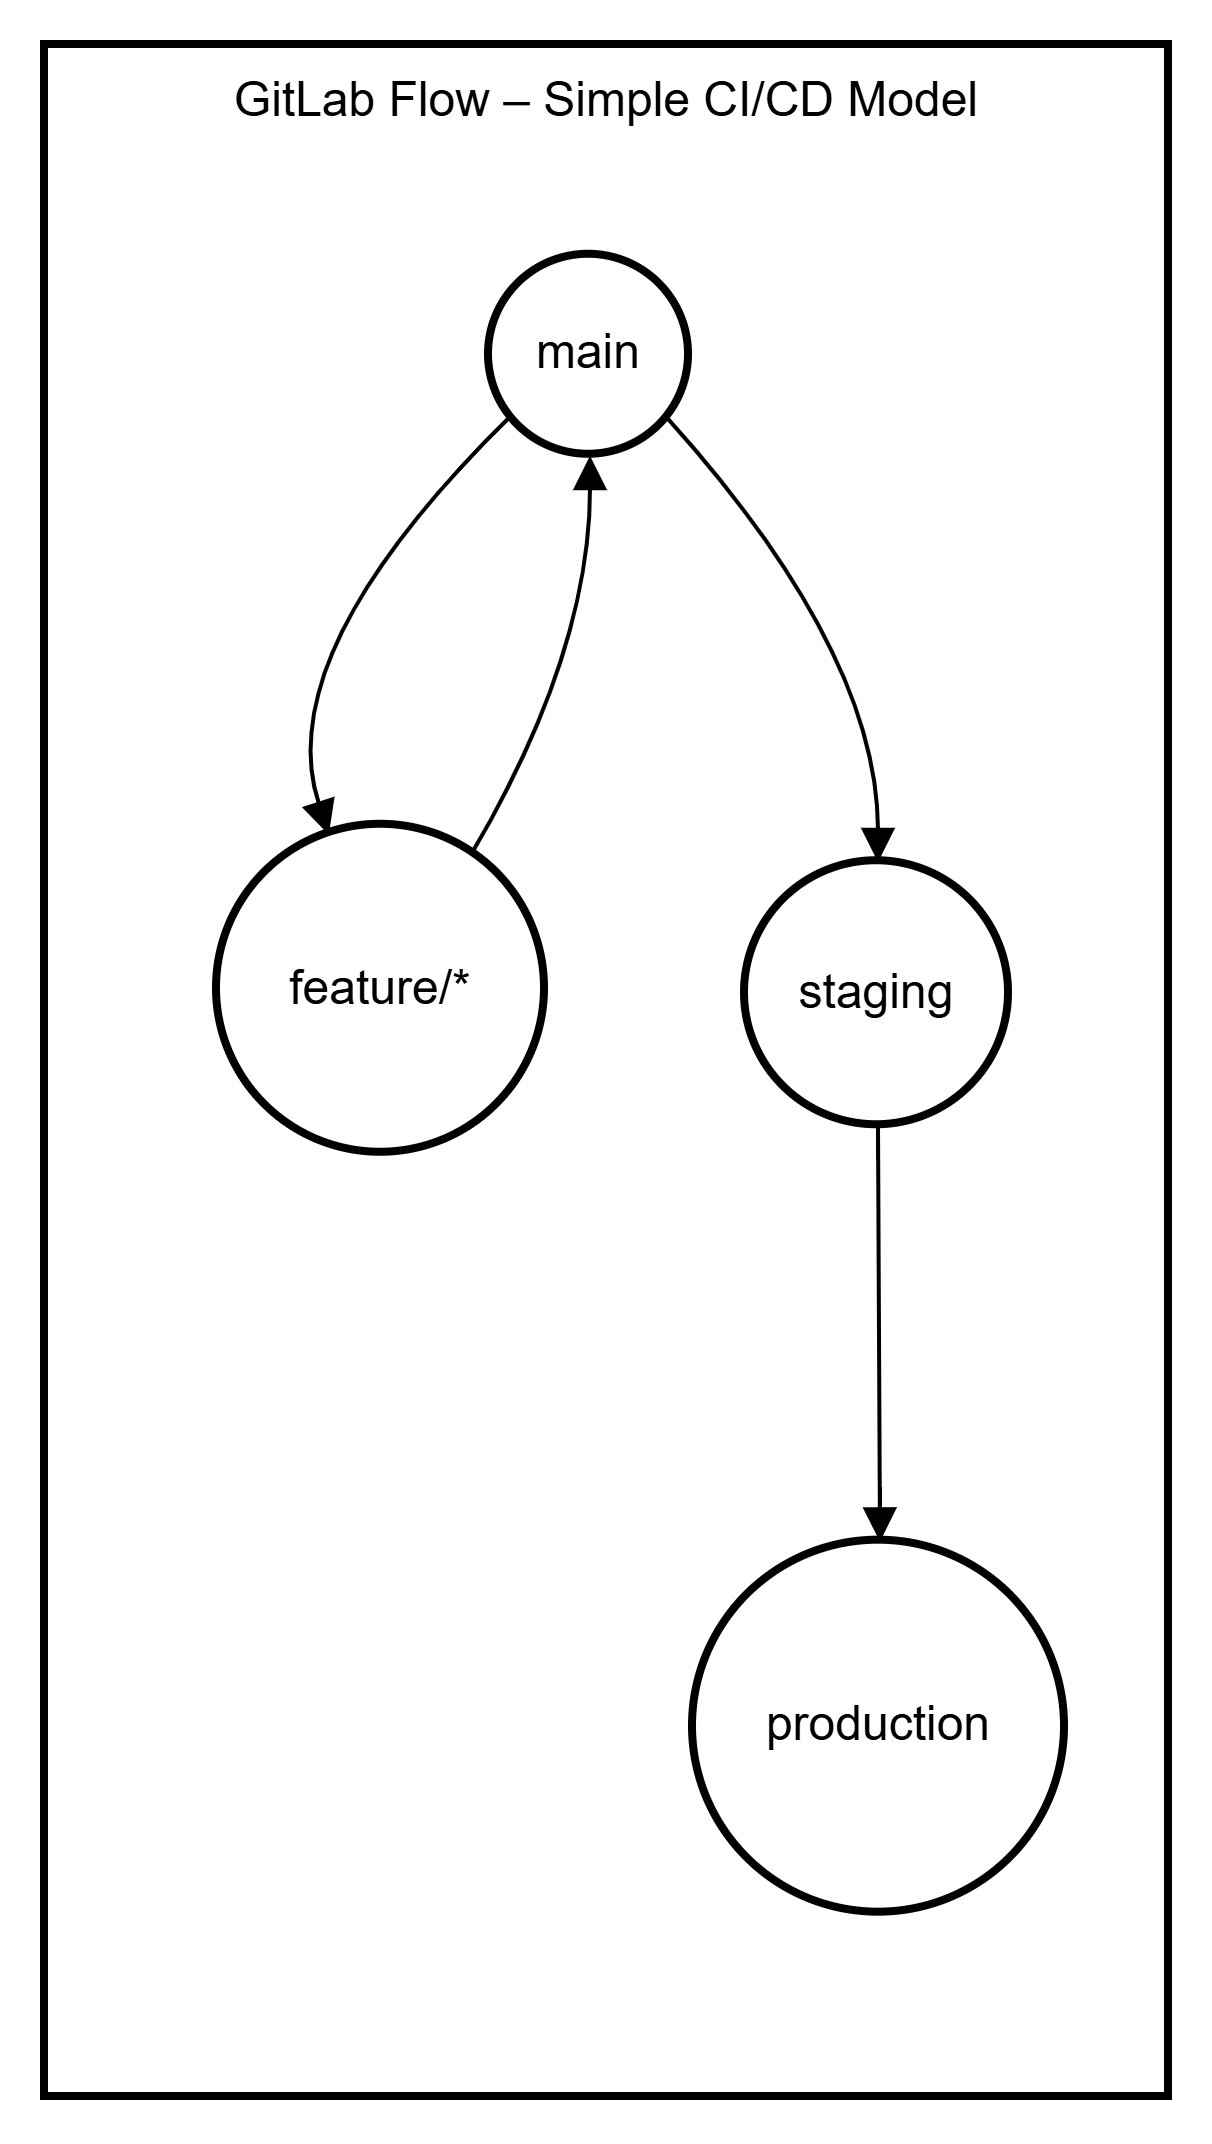 GitLab Flow – Simple CI/CD Model
main
feature/*
staging
production